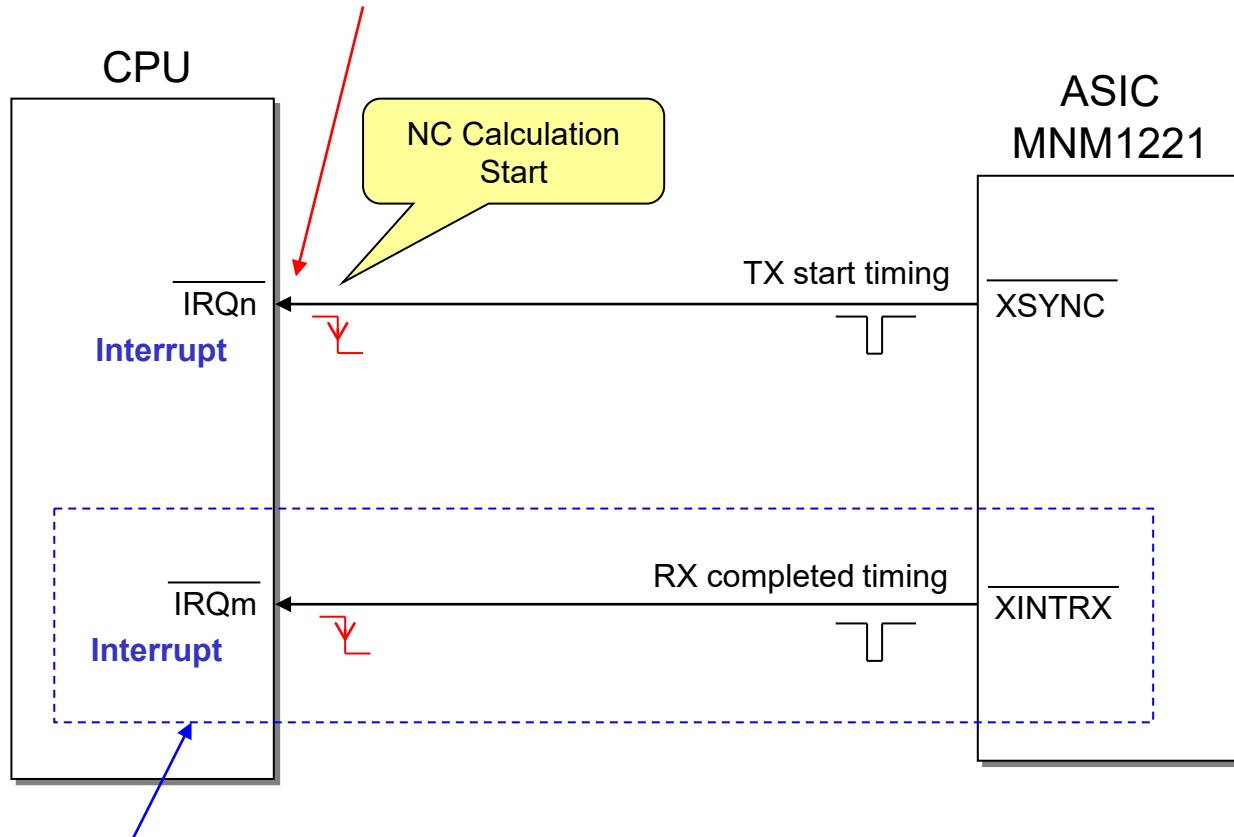 CPU
ASIC
MNM1221
NC Calculation
Start
TX start timing
IRQn
XSYNC
Interrupt
RX completed timing
IRQm
XINTRX
Interrupt